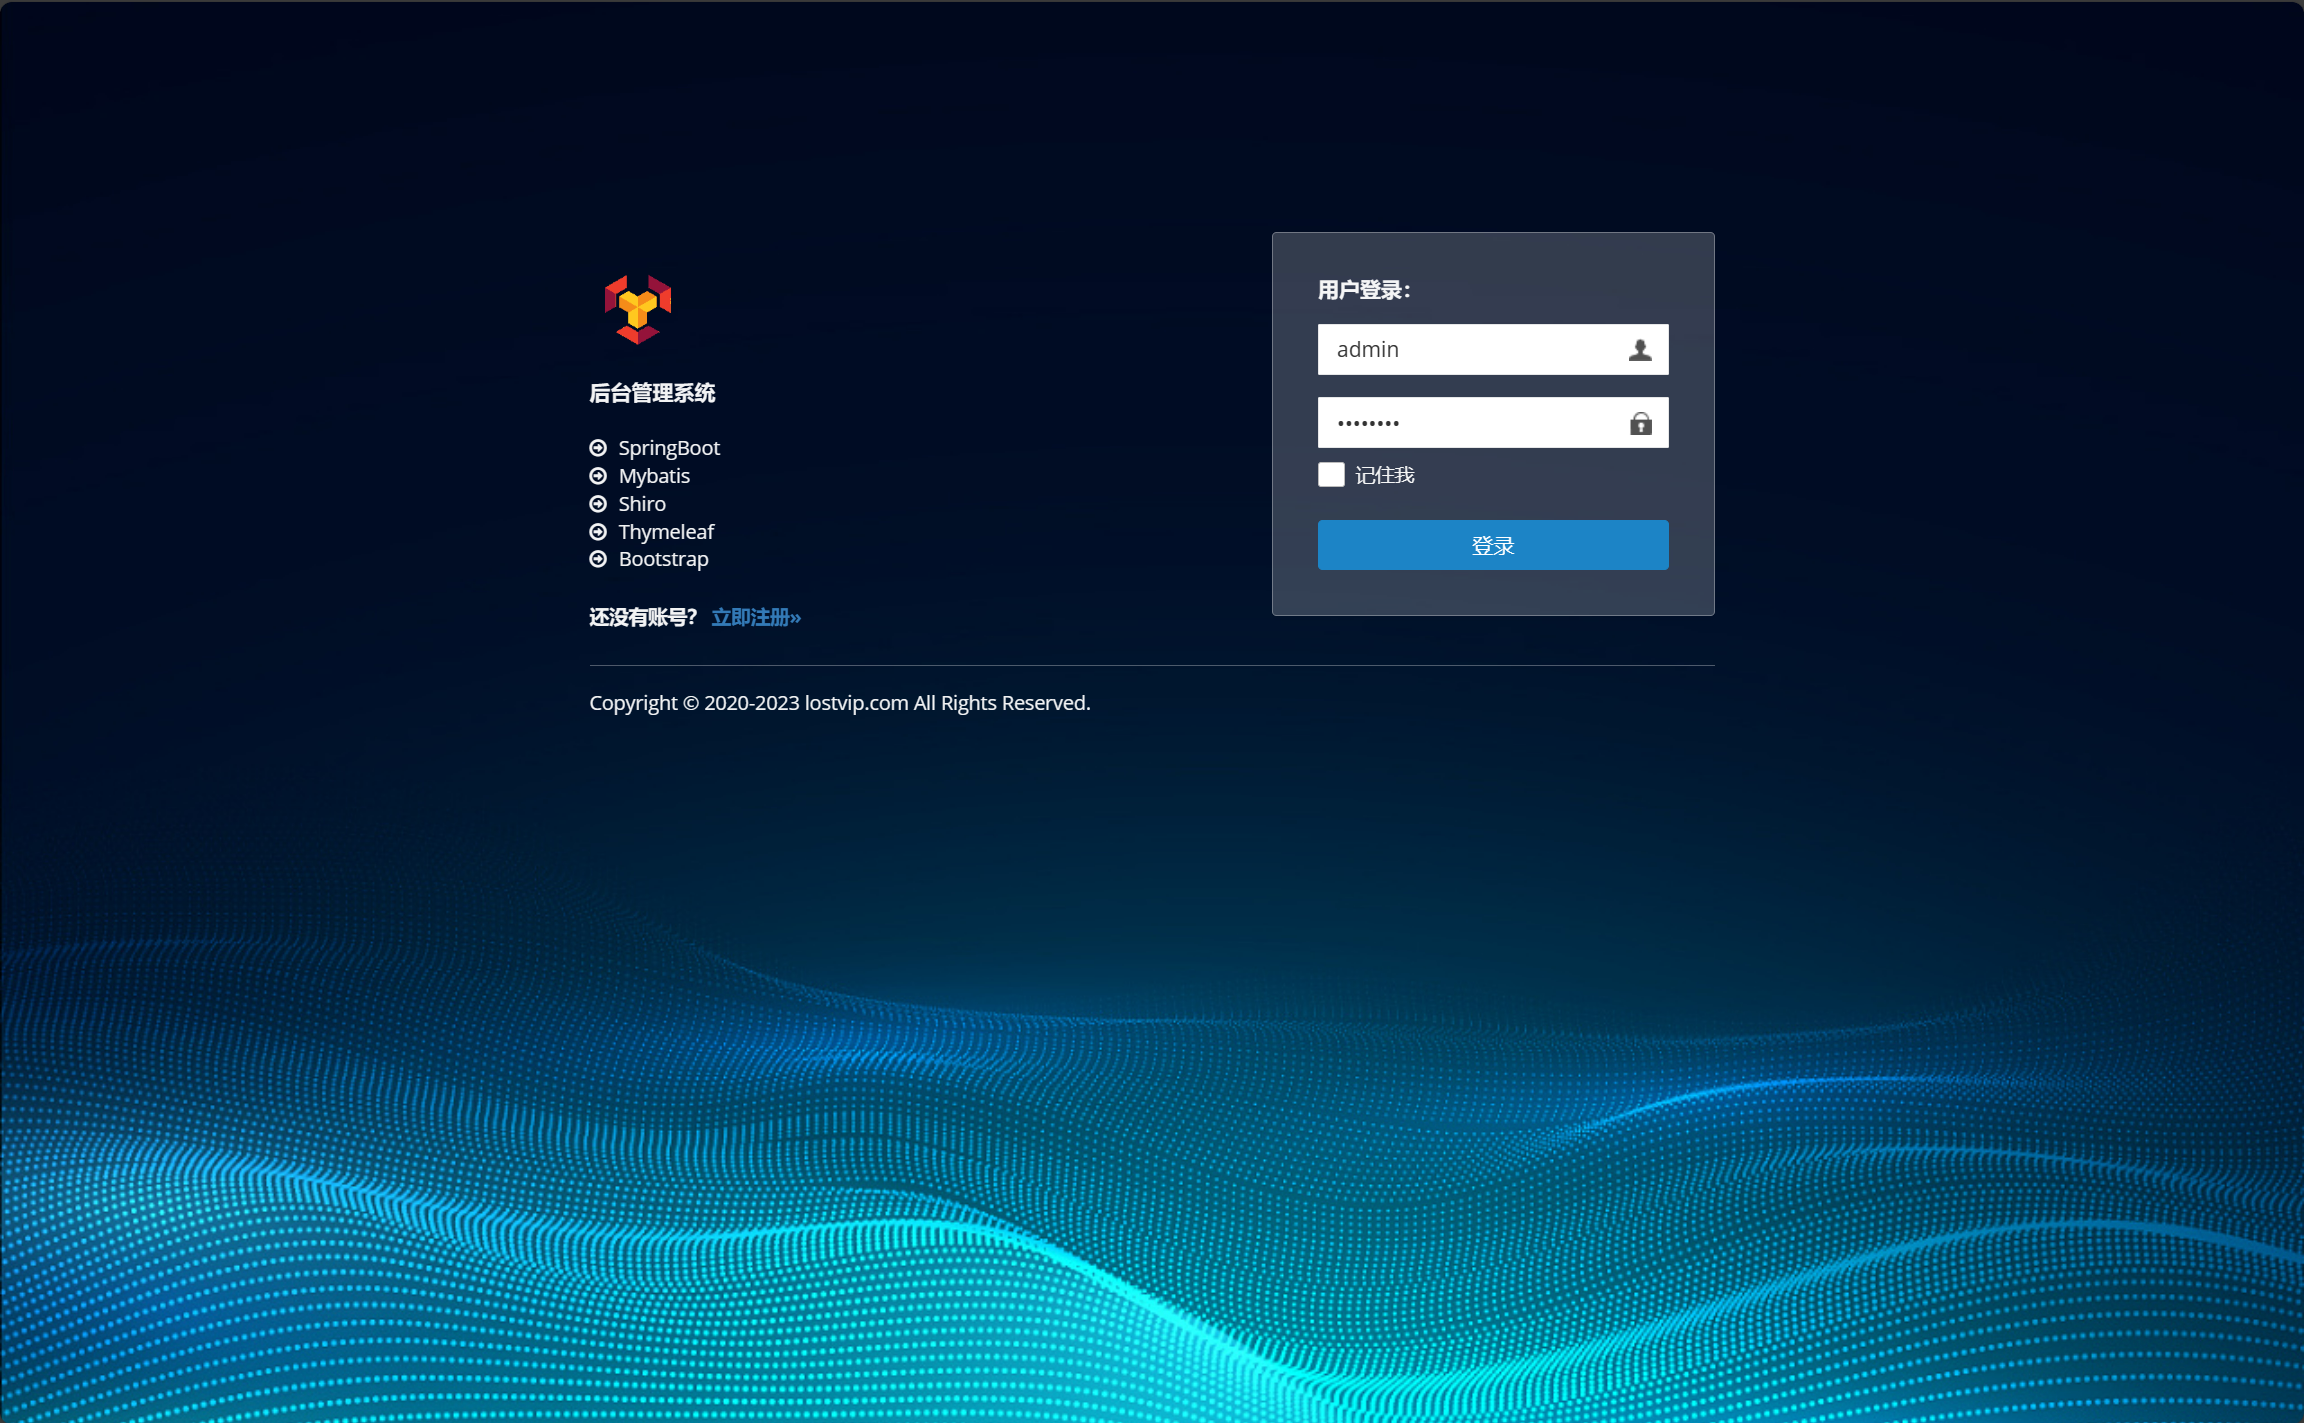 后台管理系统
SpringBoot
Mybatis
Shiro
Thymeleaf
Bootstrap
还没有账号? 立即注册»
用户登录：
admin
••••••••
记住我
登录
Copyright © 2020-2023 lostvip.com All Rights Reserved.